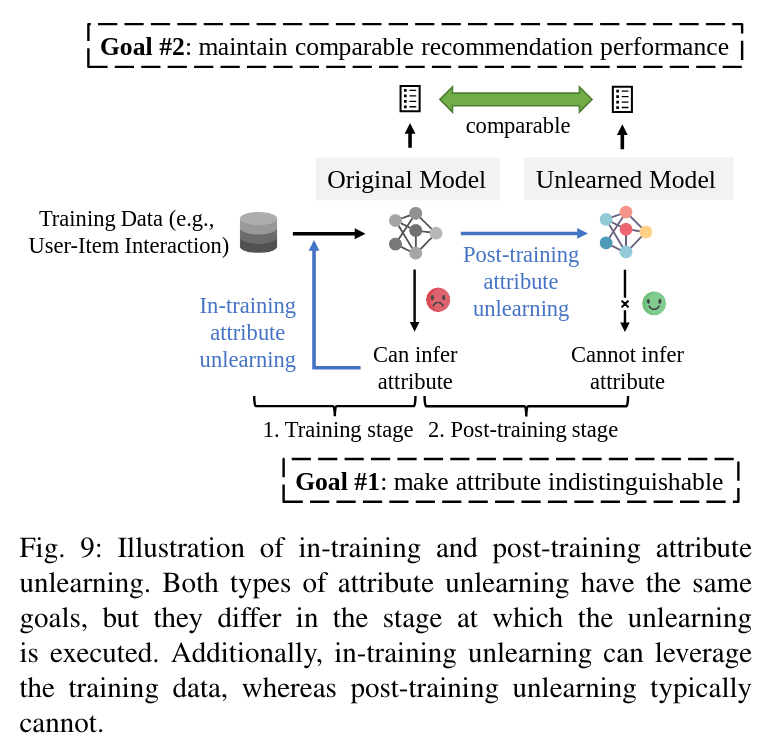 Goal #2: maintain comparable recommendation performance
comparable
Original Model
Unlearned Model
Training Data (e.g.,
User-Item Interaction)
Post-training
attribute
unlearning
In-training
attribute
unlearning
Can infer
attribute
Cannot infer
attribute
1. Training stage
2. Post-training stage
Goal #1: make attribute indistinguishable
Fig. 9: Illustration of in-training and post-training attribute
unlearning. Both types of attribute unlearning have the same
goals, but they differ in the stage at which the unlearning
is executed. Additionally, in-training unlearning can leverage
the training data, whereas post-training unlearning typically
cannot.